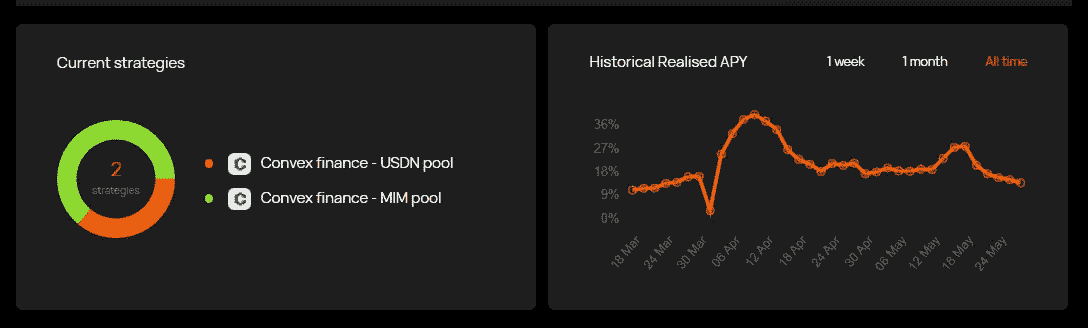 Current strategies
2
strategies
Convex finance - USDN pool
Convex finance - MIM pool
Historical Realised APY
1 week 1 month All time
36%
27%
18%
9%
0%
18 Mar 24 Mar 30 Mar 06 Apr 12 Apr 18 Apr 24 Apr 30 Apr 06 May 12 May 18 May 24 May